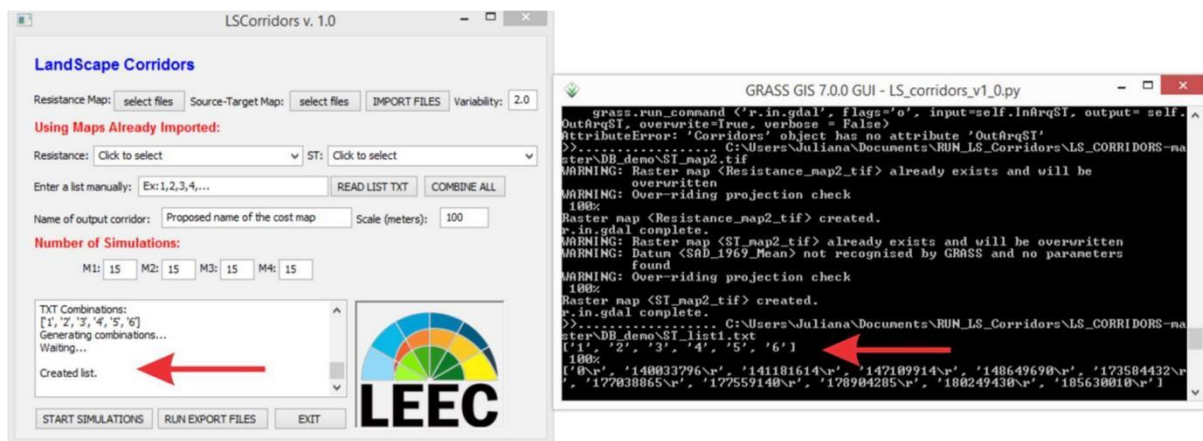 LSCorridors v. 1.0
LandScape Corridors
Resistance Map: select files Source-Target Map: select files IMPORT FILES Variability: 2.0
Using Maps Already Imported:
Resistance: Click to select ST: Click to select
Enter a list manually: Ex:1,2,3,4,... READ LIST TXT COMBINE ALL
Name of output corridor: Proposed name of the cost map Scale (meters): 100
Number of Simulations:
M1: 15 M2: 15 M3: 15 M4: 15
TXT Combinations:
['1', '2', '3', '4', '5', '6']
Generating combinations...
Waiting...
Created list.
START SIMULATIONS RUN EXPORT FILES EXIT
LEEC
GRASS GIS 7.0.0 GUI - LS_corridors_v1_0.py
grass.run_command ('r.in.gdal', flags='o', input=self.InArqST, output= self.
OutArqST, overwrite=True, verbose = False)
AttributeError: 'Corridors' object has no attribute 'OutArqST'
>>.................. C:\Users\Juliana\Documents\RUN_LS_Corridors\LS_CORRIDORS-ma
ster\DB_demo\ST_map2.tif
WARNING: Raster map <Resistance_map2_tif> already exists and will be
overwritten
WARNING: Over-riding projection check
100%
Raster map <Resistance_map2_tif> created.
r.in.gdal complete.
WARNING: Raster map <ST_map2_tif> already exists and will be overwritten
WARNING: Datum <SAD_1969_Mean> not recognised by GRASS and no parameters
found
WARNING: Over-riding projection check
100%
Raster map <ST_map2_tif> created.
r.in.gdal complete.
>>.................. C:\Users\Juliana\Documents\RUN_LS_Corridors\LS_CORRIDORS-ma
ster\DB_demo\ST_list1.txt
['1', '2', '3', '4', '5', '6']
100%
['0\r', '140033796\r', '141181614\r', '147109914\r', '148649690\r', '173584432\r
', '177038865\r', '177559140\r', '178904285\r', '180249430\r', '185630010\r']